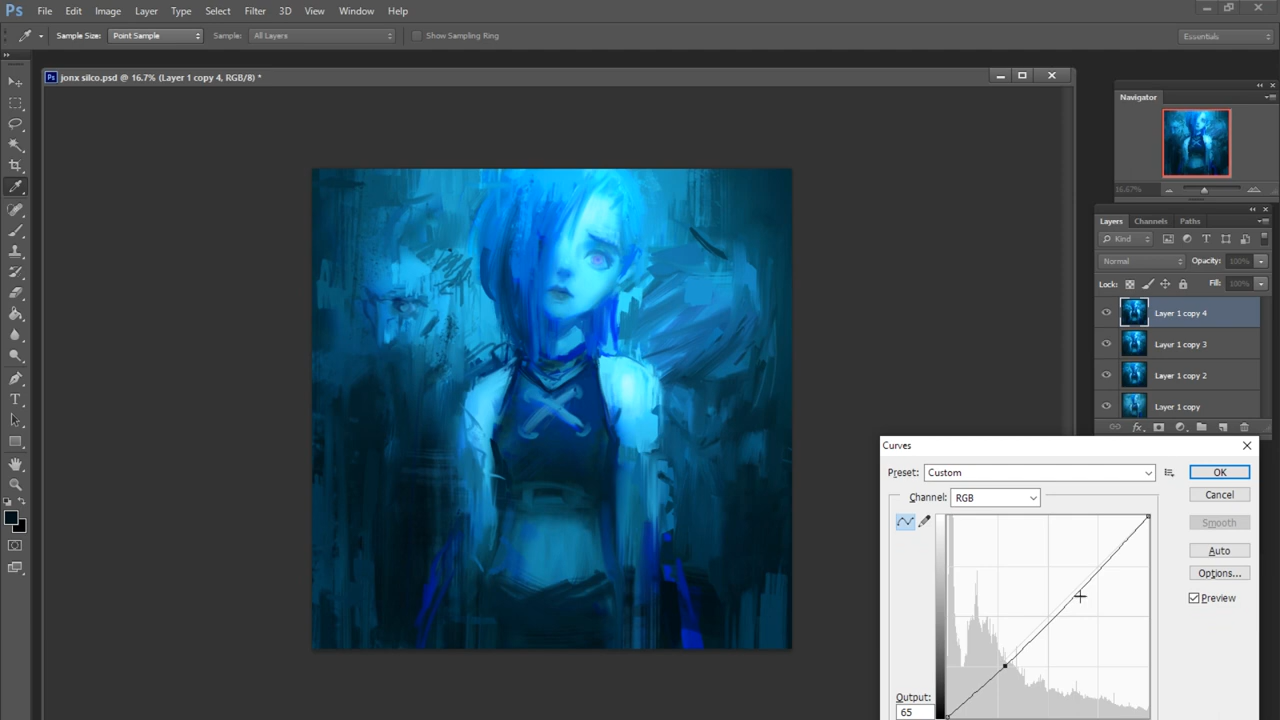 Ps File Edit Image Layer Type Select Filter 3D View Window Help
Sample Size: Point Sample Sample: All Layers Show Sampling Ring Essentials
Ps jonx silco.psd @ 16.7% (Layer 1 copy 4, RGB/8) *
Navigator
16.67%
Layers Channels Paths
Kind
Normal Opacity: 100%
Lock: Fill: 100%
Layer 1 copy 4
Layer 1 copy 3
Layer 1 copy 2
Layer 1 copy
Curves
Preset: Custom OK
Channel: RGB Cancel
Smooth
Auto
Options...
Preview
Output:
65